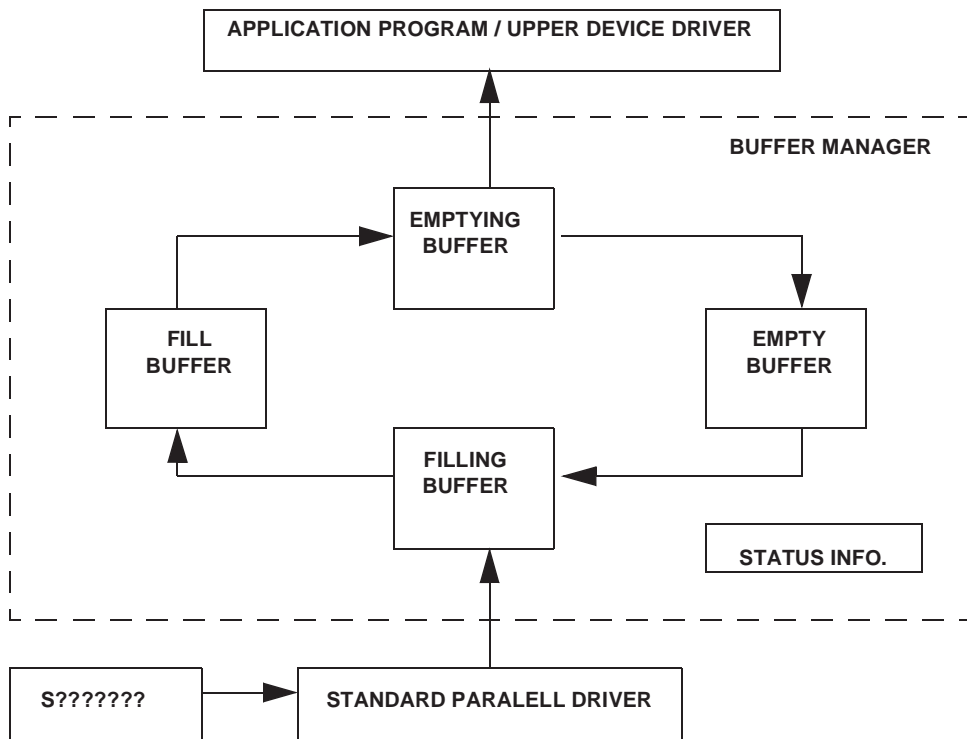 APPLICATION PROGRAM / UPPER DEVICE DRIVER
BUFFER MANAGER
EMPTYING
BUFFER
FILL
BUFFER
EMPTY
BUFFER
FILLING
BUFFER
STATUS INFO.
S???????
STANDARD PARALELL DRIVER